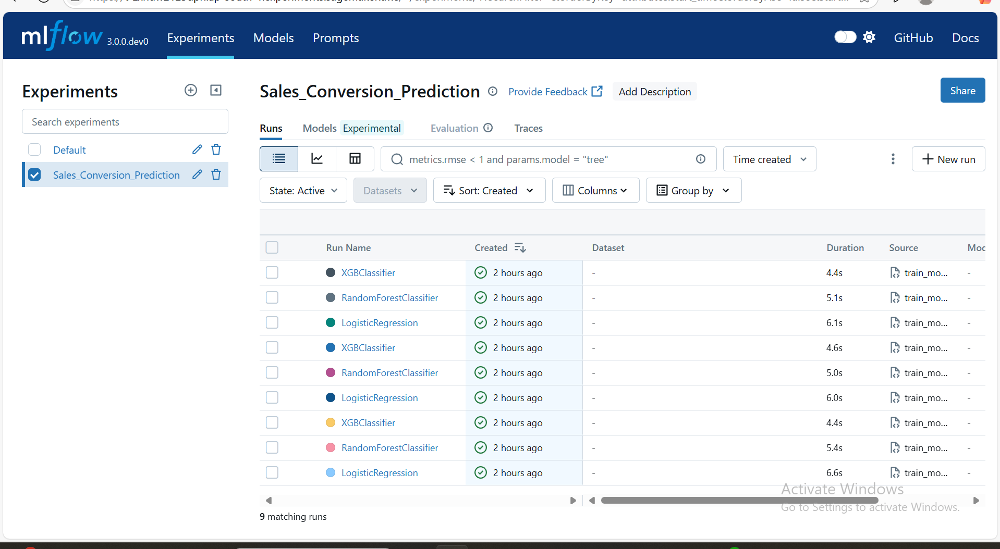 mlflow 3.0.0.dev0 Experiments Models Prompts GitHub Docs
Experiments
Search experiments
Default
Sales_Conversion_Prediction
Sales_Conversion_Prediction Provide Feedback Add Description Share
Runs Models Experimental Evaluation Traces
metrics.rmse < 1 and params.model = "tree" Time created New run
State: Active Datasets Sort: Created Columns Group by
Run Name Created Dataset Duration Source Moc
XGBClassifier 2 hours ago - 4.4s train_mo... -
RandomForestClassifier 2 hours ago - 5.1s train_mo... -
LogisticRegression 2 hours ago - 6.1s train_mo... -
XGBClassifier 2 hours ago - 4.6s train_mo... -
RandomForestClassifier 2 hours ago - 5.0s train_mo... -
LogisticRegression 2 hours ago - 6.0s train_mo... -
XGBClassifier 2 hours ago - 4.4s train_mo... -
RandomForestClassifier 2 hours ago - 5.4s train_mo... -
LogisticRegression 2 hours ago - 6.6s train_mo... -
Activate Windows
Go to Settings to activate Windows.
9 matching runs